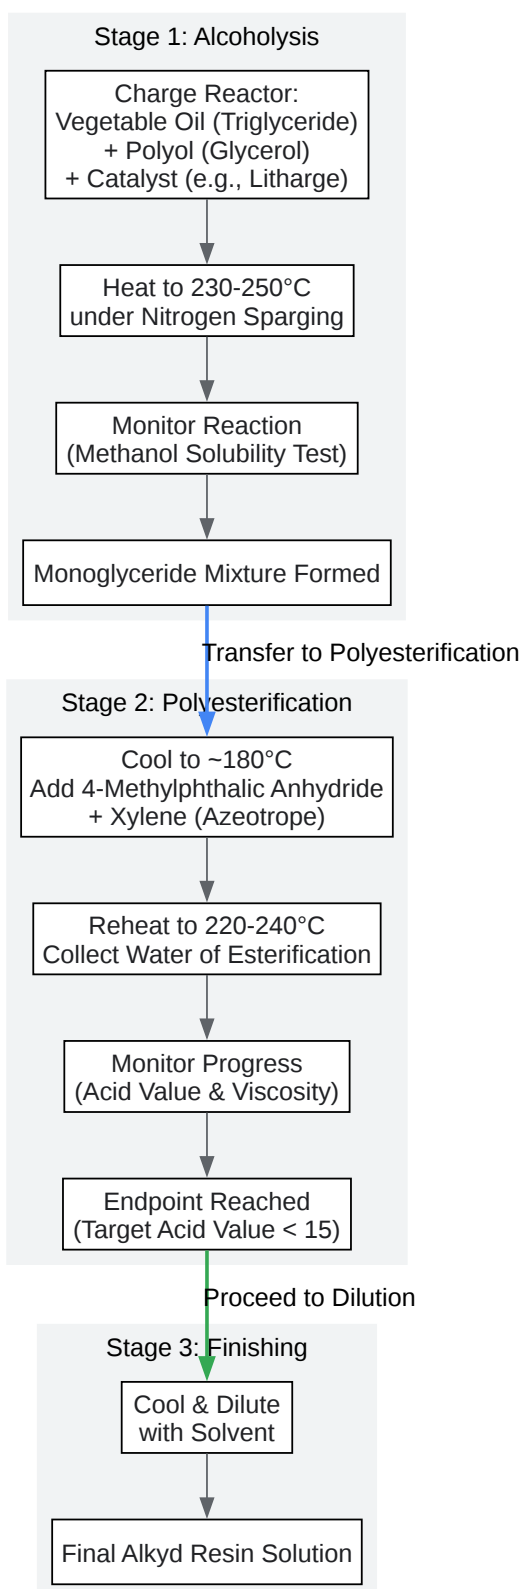 Stage 1: Alcoholysis
Charge Reactor:
Vegetable Oil (Triglyceride)
+ Polyol (Glycerol)
+ Catalyst (e.g., Litharge)
Heat to 230-250°C
under Nitrogen Sparging
Monitor Reaction
(Methanol Solubility Test)
Monoglyceride Mixture Formed
Transfer to Polyesterification
Stage 2: Polyesterification
Cool to ~180°C
Add 4-Methylphthalic Anhydride
+ Xylene (Azeotrope)
Reheat to 220-240°C
Collect Water of Esterification
Monitor Progress
(Acid Value & Viscosity)
Endpoint Reached
(Target Acid Value < 15)
Proceed to Dilution
Stage 3: Finishing
Cool & Dilute
with Solvent
Final Alkyd Resin Solution